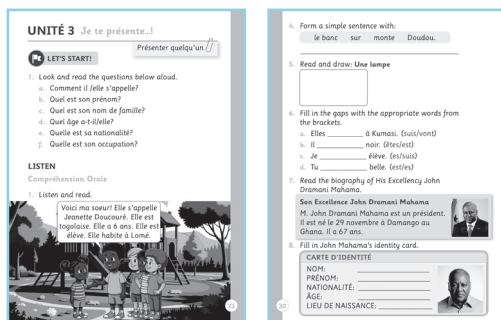 UNITÉ 3 Je te présente..!
Présenter quelqu'un
LET'S START!
1. Look and read the questions below aloud.
a. Comment il /elle s'appelle?
b. Quel est son prénom?
c. Quel est son nom de famille?
d. Quel âge a-t-il/elle?
e. Quelle est sa nationalité?
f. Quelle est son occupation?
LISTEN
Compréhension Orale
1. Listen and read.
Voici ma soeur! Elle s'appelle
Jeanette Doucouré. Elle est
togolaise. Elle a 6 ans. Elle est
élève. Elle habite à Lomé.
23
4. Form a simple sentence with:
le banc sur monte Doudou.
5. Read and draw: Une lampe
6. Fill in the gaps with the appropriate words from
the brackets.
a. Elles __________ à Kumasi. (suis/vont)
b. Il __________ noir. (êtes/est)
c. Je __________ élève. (es/suis)
d. Tu __________ belle. (est/es)
7. Read the biography of His Excellency John
Dramani Mahama.
Son Excellence John Dramani Mahama
M. John Dramani Mahama est un président.
Il est né le 29 novembre à Damango au
Ghana. Il a 67 ans.
8. Fill in John Mahama's identity card.
CARTE D'IDENTITÉ
NOM:
PRÉNOM:
NATIONALITÉ:
ÂGE:
LIEU DE NAISSANCE:
30